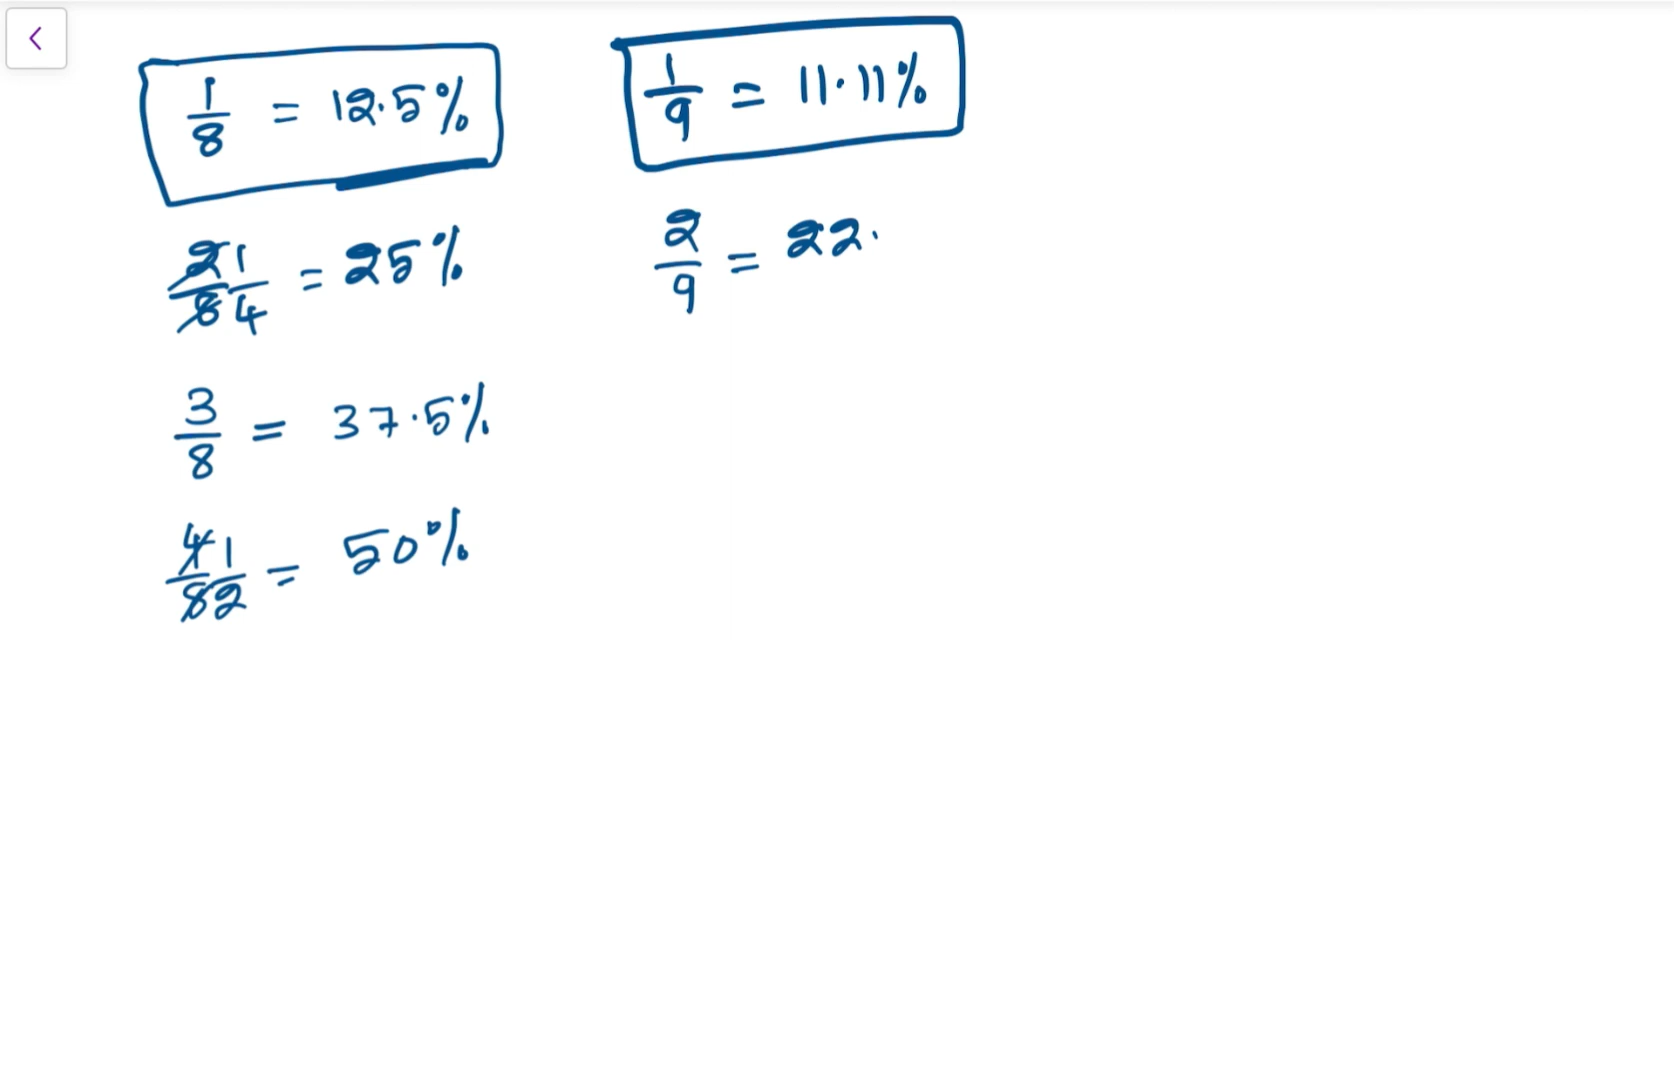 1/8 = 12.5%
2/8 1/4 = 25%
3/8 = 37.5%
4/8 1/2 = 50%
1/9 = 11.11%
2/9 = 22.